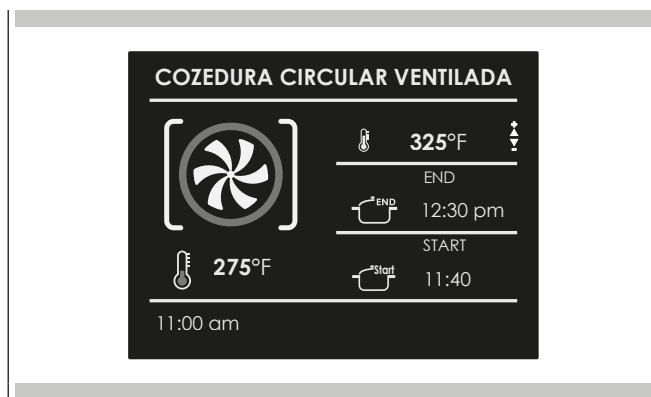 COZEDURA CIRCULAR VENTILADA
325°F
END
END
12:30 pm
START
Start
11:40
275°F
11:00 am